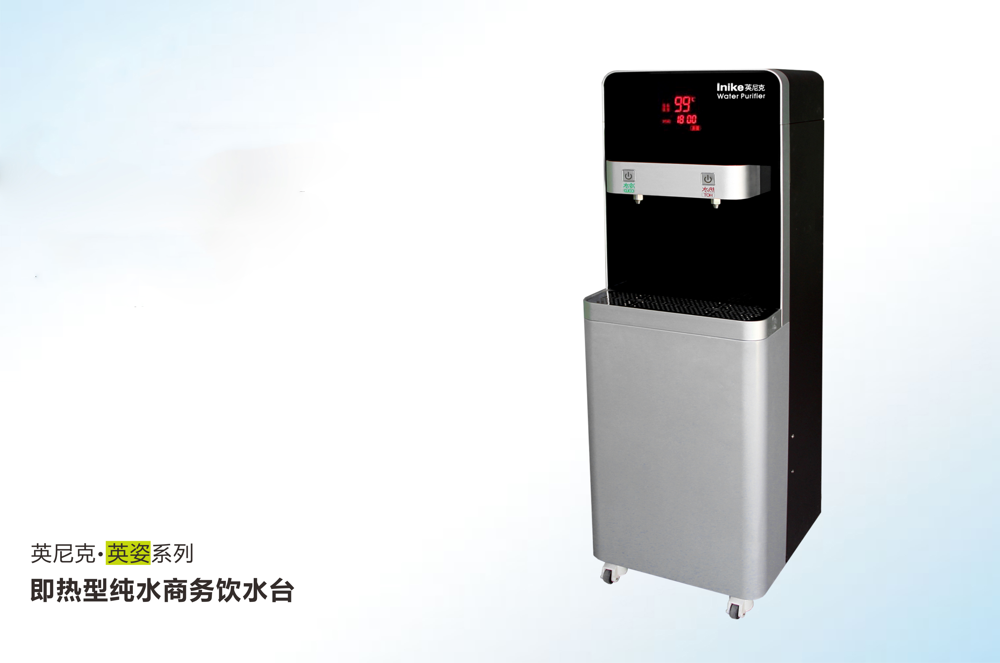 Inike英尼克
Water Purifier
99℃
18 00
冷水
COLD
热水
HOT
英尼克·英姿系列
即热型纯水商务饮水台